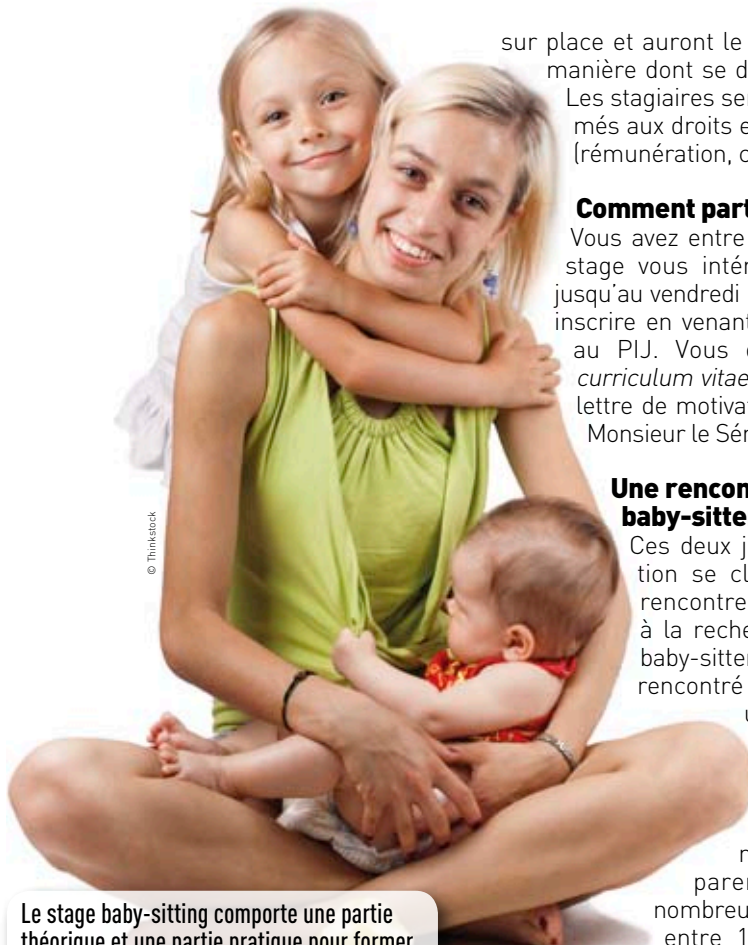 sur place et auront le
manière dont se d
Les stagiaires ser
més aux droits e
(rémunération, c
Comment part
Vous avez entre
stage vous intér
jusqu'au vendredi
inscrire en venant
au PIJ. Vous
curriculum vitae
lettre de motivat
Monsieur le Sén
Une rencon
baby-sitte
Ces deux j
tion se cl
rencontre
à la reche
baby-sitter
rencontré
u
n
paren
nombreu
entre 1
© Thinkstock
Le stage baby-sitting comporte une partie
théorique et une partie pratique pour former